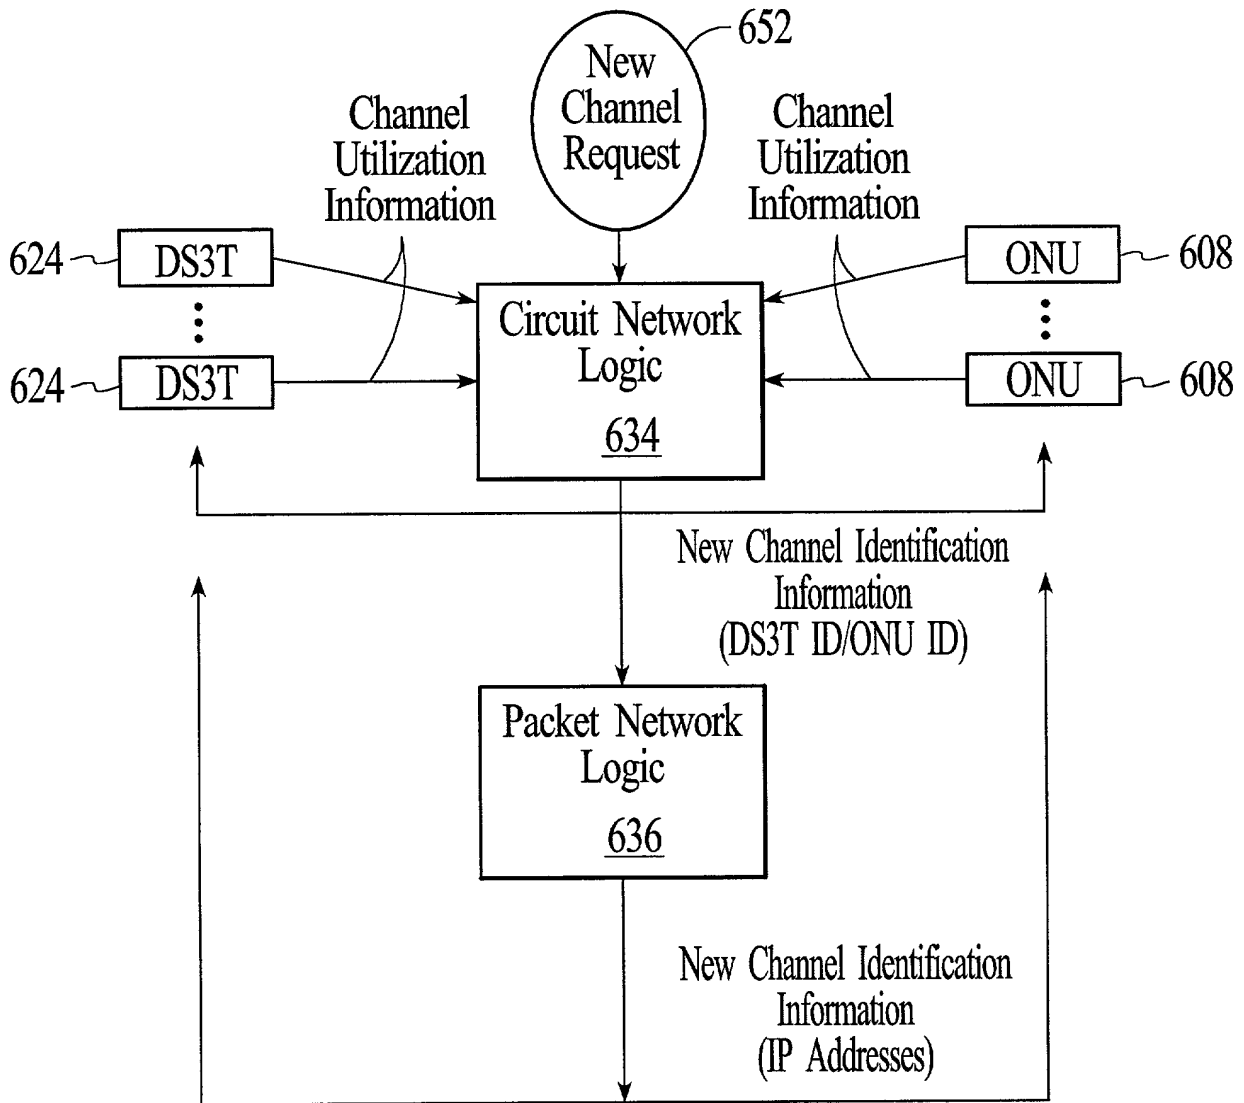 652
New
Channel
Request
Channel
Utilization
Information
Channel
Utilization
Information
624
DS3T
ONU
608
624
DS3T
ONU
608
Circuit Network
Logic
634
New Channel Identification
Information
(DS3T ID/ONU ID)
Packet Network
Logic
636
New Channel Identification
Information
(IP Addresses)